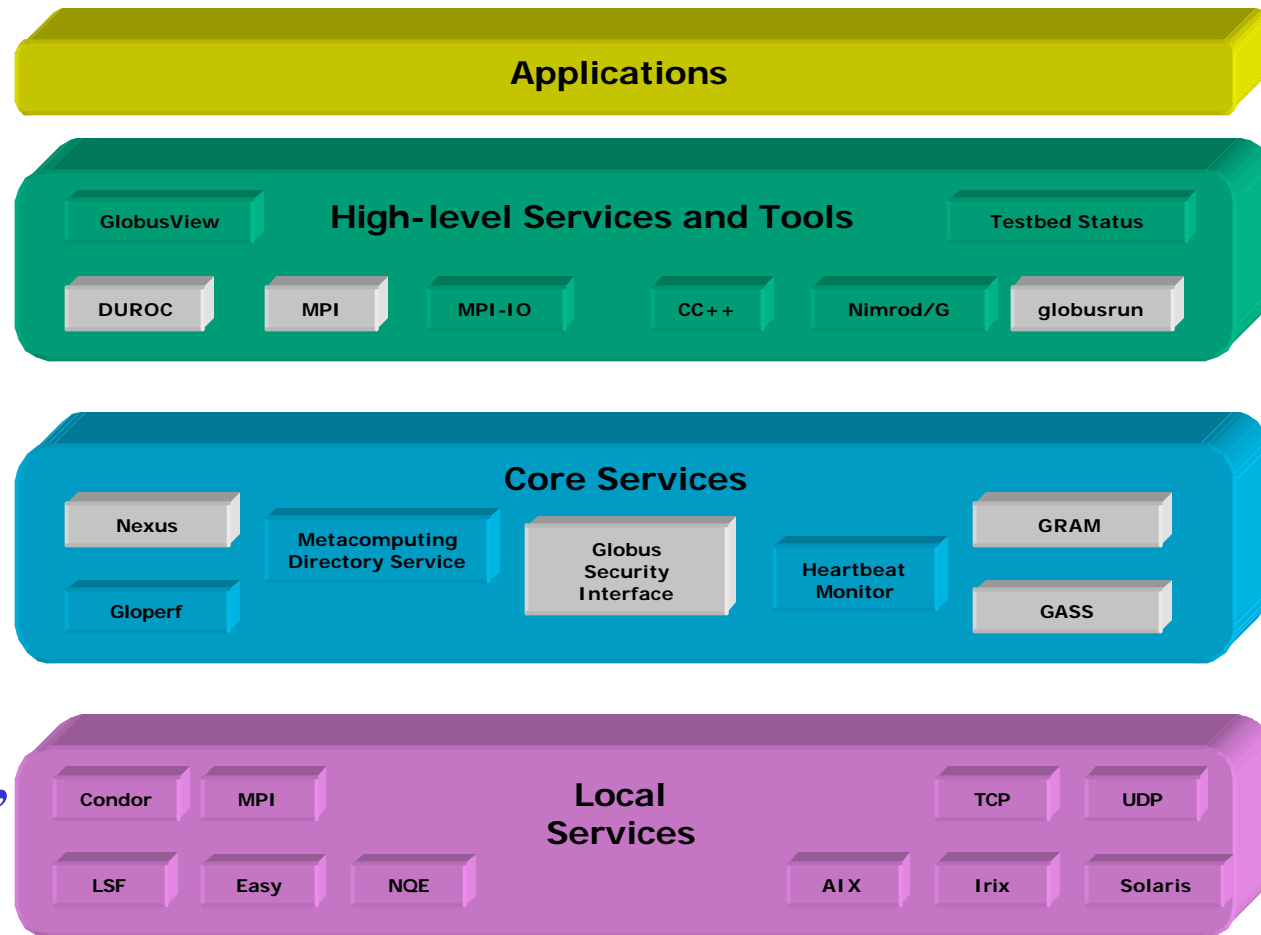 Applications
High-level Services and Tools
GlobusView
Testbed Status
DUROC
MPI
MPI-IO
CC++
Nimrod/G
globusrun
Core Services
Nexus
Metacomputing
Directory Service
Globus
Security
Interface
Heartbeat
Monitor
GRAM
Gloperf
GASS
Local
Services
Condor
MPI
TCP
UDP
LSF
Easy
NQE
AIX
Irix
Solaris